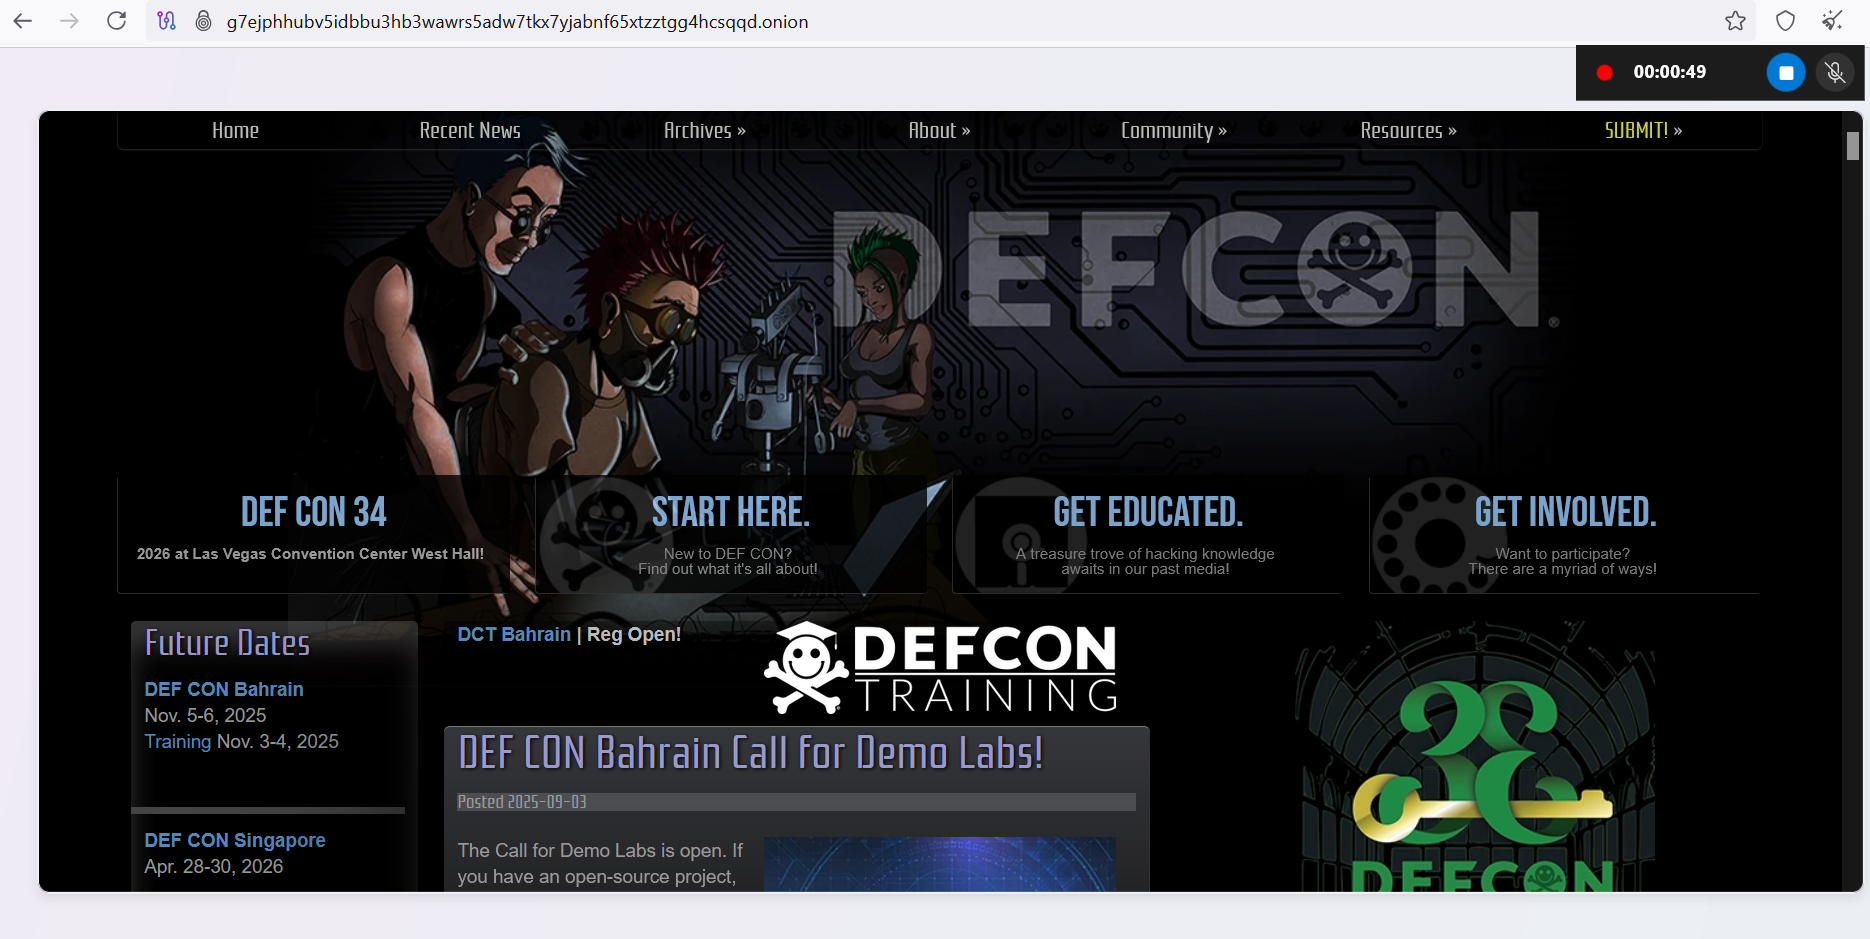 g7ejphhubv5idbbu3hb3wawrs5adw7tkx7yjabnf65xtzztgg4hcsqqd.onion
00:00:49
Home Recent News Archives » About » Community » Resources » SUBMIT! »
DEFCON®
DEF CON 34
2026 at Las Vegas Convention Center West Hall!
START HERE.
New to DEF CON?
Find out what it's all about!
GET EDUCATED.
A treasure trove of hacking knowledge
awaits in our past media!
GET INVOLVED.
Want to participate?
There are a myriad of ways!
Future Dates
DEF CON Bahrain
Nov. 5-6, 2025
Training Nov. 3-4, 2025
DEF CON Singapore
Apr. 28-30, 2026
DCT Bahrain | Reg Open!
DEFCON
TRAINING
DEF CON Bahrain Call for Demo Labs!
Posted 2025-09-03
The Call for Demo Labs is open. If
you have an open-source project,
DEFCON